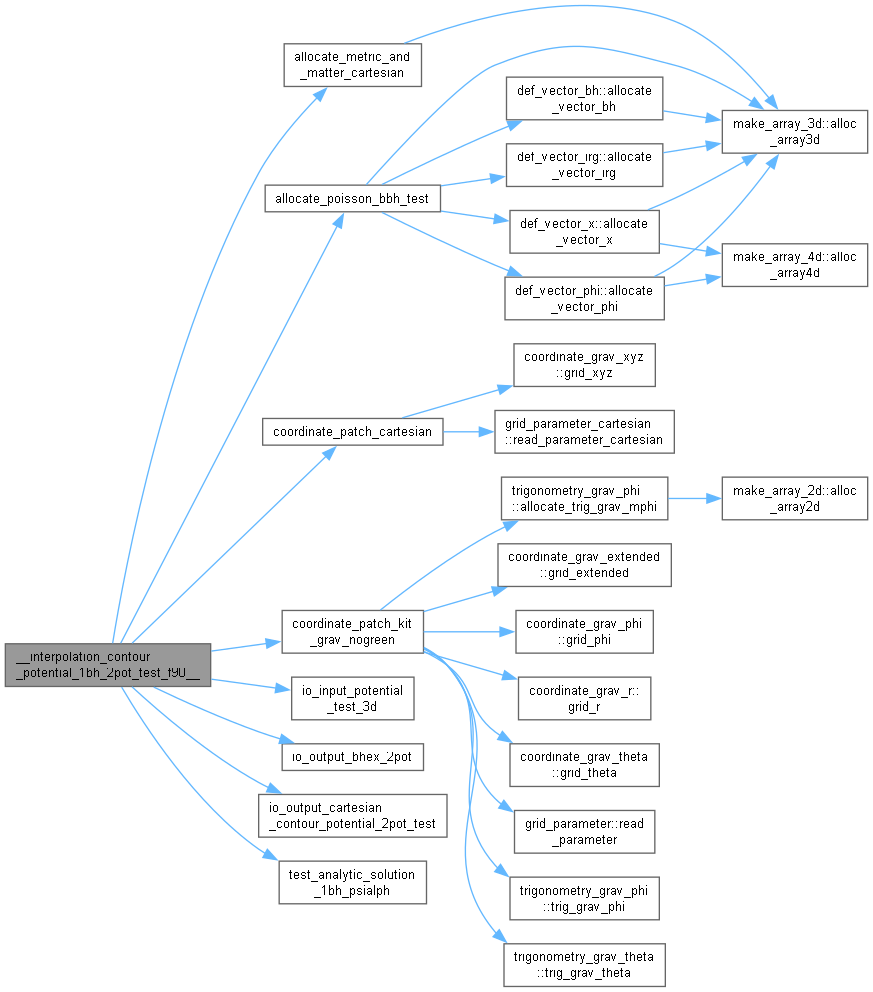 allocate_metric_and
_matter_cartesian
def_vector_bh::allocate
_vector_bh
make_array_3d::alloc
_array3d
def_vector_irg::allocate
_vector_irg
allocate_poisson_bbh_test
def_vector_x::allocate
_vector_x
make_array_4d::alloc
_array4d
def_vector_phi::allocate
_vector_phi
coordinate_grav_xyz
::grid_xyz
coordinate_patch_cartesian
grid_parameter_cartesian
::read_parameter_cartesian
trigonometry_grav_phi
::allocate_trig_grav_mphi
make_array_2d::alloc
_array2d
coordinate_grav_extended
::grid_extended
coordinate_patch_kit
_grav_nogreen
coordinate_grav_phi
::grid_phi
__interpolation_contour
_potential_1bh_2pot_test_f90__
io_input_potential
_test_3d
coordinate_grav_r::
grid_r
io_output_bhex_2pot
coordinate_grav_theta
::grid_theta
io_output_cartesian
_contour_potential_2pot_test
grid_parameter::read
_parameter
test_analytic_solution
_1bh_psialph
trigonometry_grav_phi
::trig_grav_phi
trigonometry_grav_theta
::trig_grav_theta